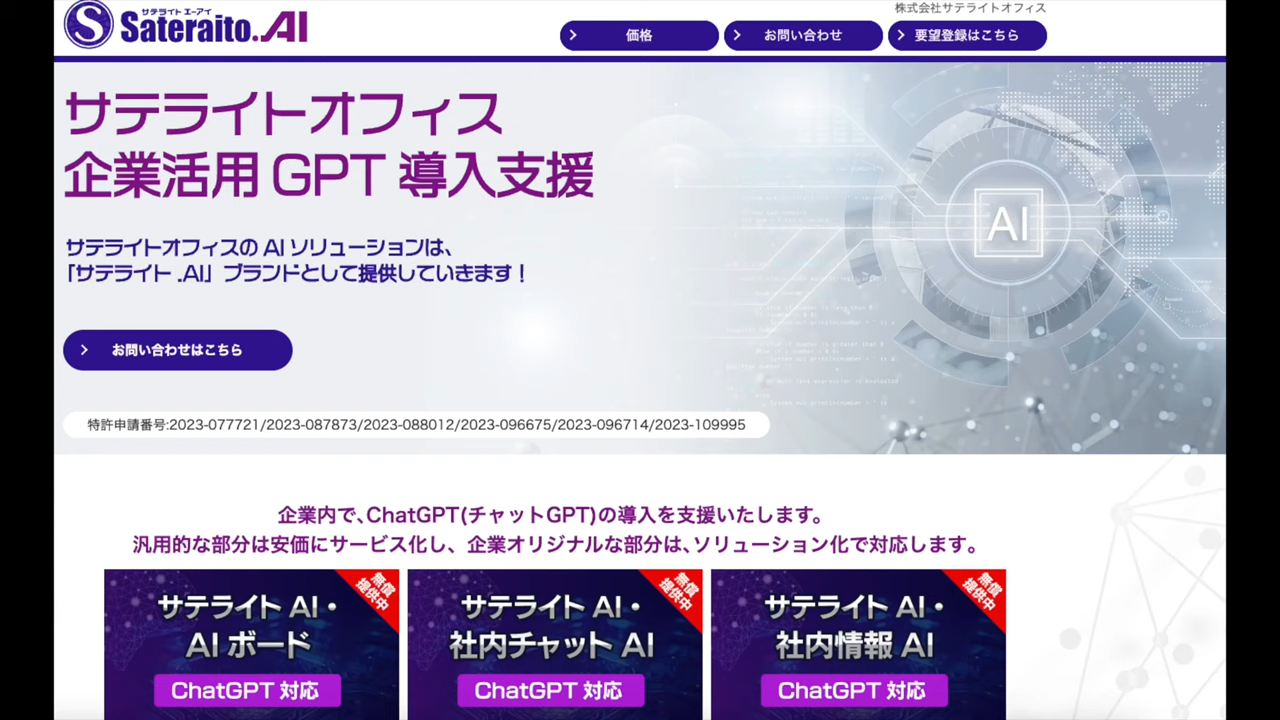 サテライト エーアイ
Sateraito.AI
株式会社サテライトオフィス
価格
お問い合わせ
要望登録はこちら
サテライトオフィス
企業活用 GPT 導入支援
サテライトオフィスの AI ソリューションは、
「サテライト .AI」ブランドとして提供していきます！
AI
お問い合わせはこちら
特許申請番号:2023-077721/2023-087873/2023-088012/2023-096675/2023-096714/2023-109995
企業内で、ChatGPT(チャットGPT)の導入を支援いたします。
汎用的な部分は安価にサービス化し、企業オリジナルな部分は、ソリューション化で対応します。
無償
提供中
サテライト AI・
AI ボード
ChatGPT 対応
無償
提供中
サテライト AI・
社内チャット AI
ChatGPT 対応
無償
提供中
サテライト AI・
社内情報 AI
ChatGPT 対応